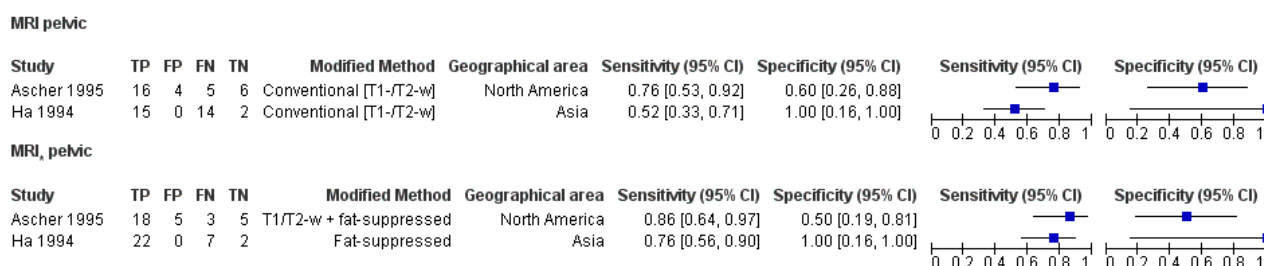 MRI pelvic
Study TP FP FN TN Modified Method Geographical area Sensitivity (95% CI) Specificity (95% CI) Sensitivity (95% CI) Specificity (95% CI)
Ascher 1995 16 4 5 6 Conventional [T1-/T2-w] North America 0.76 [0.53, 0.92] 0.60 [0.26, 0.88]
Ha 1994 15 0 14 2 Conventional [T1-/T2-w] Asia 0.52 [0.33, 0.71] 1.00 [0.16, 1.00]
0 0.2 0.4 0.6 0.8 1 0 0.2 0.4 0.6 0.8 1
MRI, pelvic
Study TP FP FN TN Modified Method Geographical area Sensitivity (95% CI) Specificity (95% CI) Sensitivity (95% CI) Specificity (95% CI)
Ascher 1995 18 5 3 5 T1/T2-w + fat-suppressed North America 0.86 [0.64, 0.97] 0.50 [0.19, 0.81]
Ha 1994 22 0 7 2 Fat-suppressed Asia 0.76 [0.56, 0.90] 1.00 [0.16, 1.00]
0 0.2 0.4 0.6 0.8 1 0 0.2 0.4 0.6 0.8 1